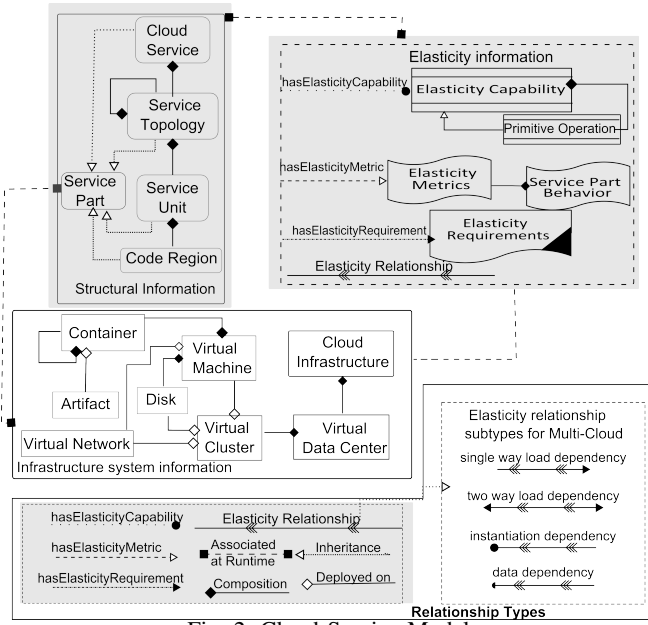 Cloud
Service
Service
Topology
Service
Part
Service
Unit
Code Region
Structural Information
Elasticity information
hasElasticityCapability
Elasticity Capability
Primitive Operation
hasElasticityMetric
Elasticity
Metrics
Service Part
Behavior
hasElasticityRequirement
Elasticity
Requirements
Elasticity Relationship
Container
Virtual
Machine
Cloud
Infrastructure
Artifact
Disk
Virtual Network
Virtual
Cluster
Virtual
Data Center
Infrastructure system information
Elasticity relationship
subtypes for Multi-Cloud
single way load dependency
two way load dependency
instantiation dependency
data dependency
hasElasticityCapability
Elasticity Relationship
hasElasticityMetric
Associated
at Runtime
Inheritance
hasElasticityRequirement
Composition
Deployed on
Relationship Types